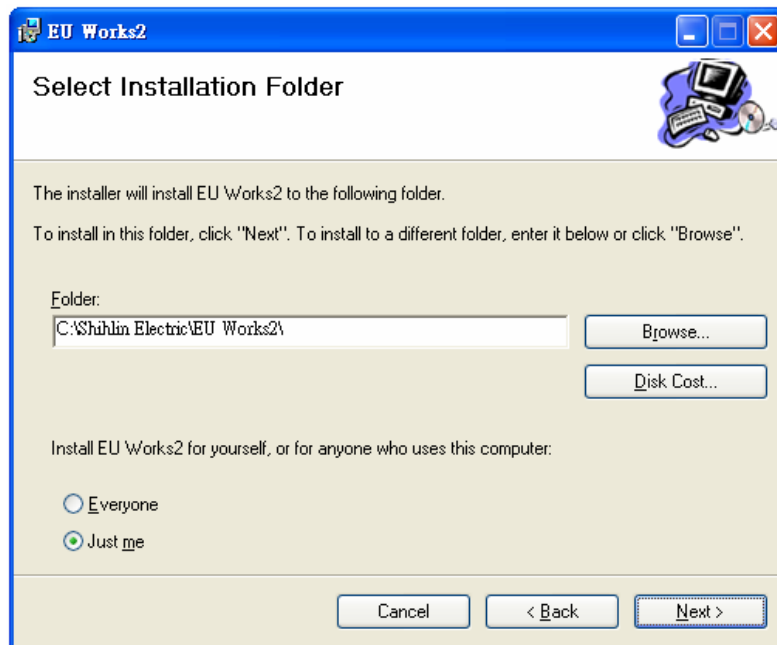 EU Works2
Select Installation Folder
The installer will install EU Works2 to the following folder.
To install in this folder, click "Next". To install to a different folder, enter it below or click "Browse".
Folder:
C:\Shihlin Electric\EU Works2\
Browse...
Disk Cost...
Install EU Works2 for yourself, or for anyone who uses this computer:
Everyone
Just me
Cancel
< Back
Next >